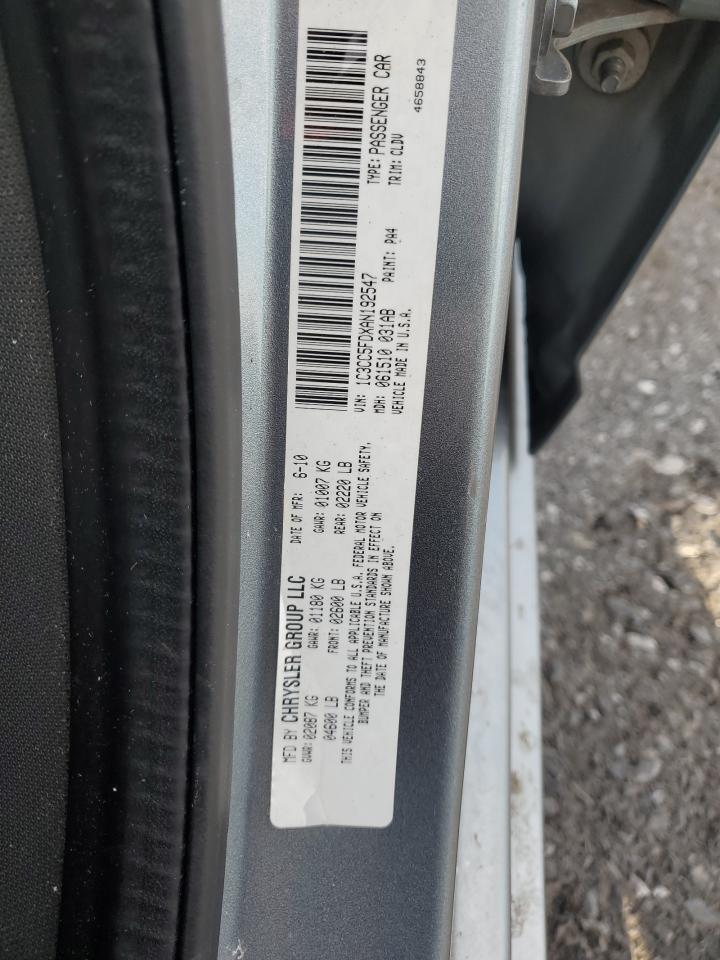 MFD BY CHRYSLER GROUP LLC DATE OF MFR: 6-10
GVWR: 02087 KG GAWR: 01180 KG GAWR: 01007 KG
04600 LB FRONT: 02600 LB REAR: 02220 LB
THIS VEHICLE CONFORMS TO ALL APPLICABLE U.S.A. FEDERAL MOTOR VEHICLE SAFETY,
BUMPER AND THEFT PREVENTION STANDARDS IN EFFECT ON
THE DATE OF MANUFACTURE SHOWN ABOVE.
VIN: 1C3CC5FDXAN192547 TYPE: PASSENGER CAR
MDH: 061510 031AB PAINT: PA4 TRIM: CLDV
VEHICLE MADE IN U.S.A.
4658843